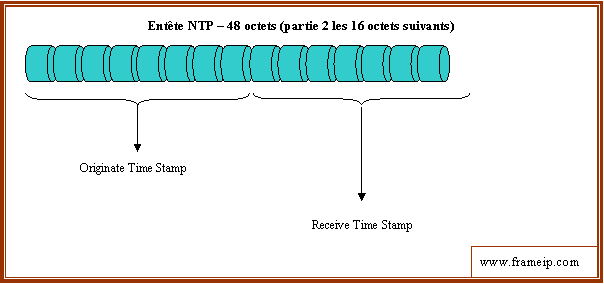 Entête NTP – 48 octets (partie 2 les 16 octets suivants)
Originate Time Stamp
Receive Time Stamp
www.frameip.com